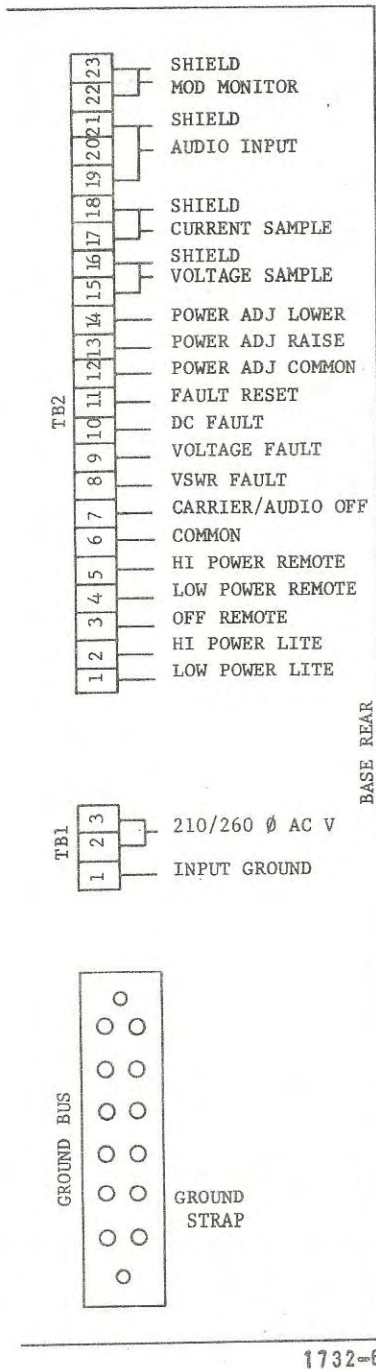 TB2
23 SHIELD
22 MOD MONITOR
21 SHIELD
20 AUDIO INPUT
19
18 SHIELD
17 CURRENT SAMPLE
16 SHIELD
15 VOLTAGE SAMPLE
14 POWER ADJ LOWER
13 POWER ADJ RAISE
12 POWER ADJ COMMON
11 FAULT RESET
10 DC FAULT
9 VOLTAGE FAULT
8 VSWR FAULT
7 CARRIER/AUDIO OFF
6 COMMON
5 HI POWER REMOTE
4 LOW POWER REMOTE
3 OFF REMOTE
2 HI POWER LITE
1 LOW POWER LITE
BASE REAR
TB1
3
2 210/260 Ø AC V
1 INPUT GROUND
GROUND BUS
GROUND
STRAP
1732-